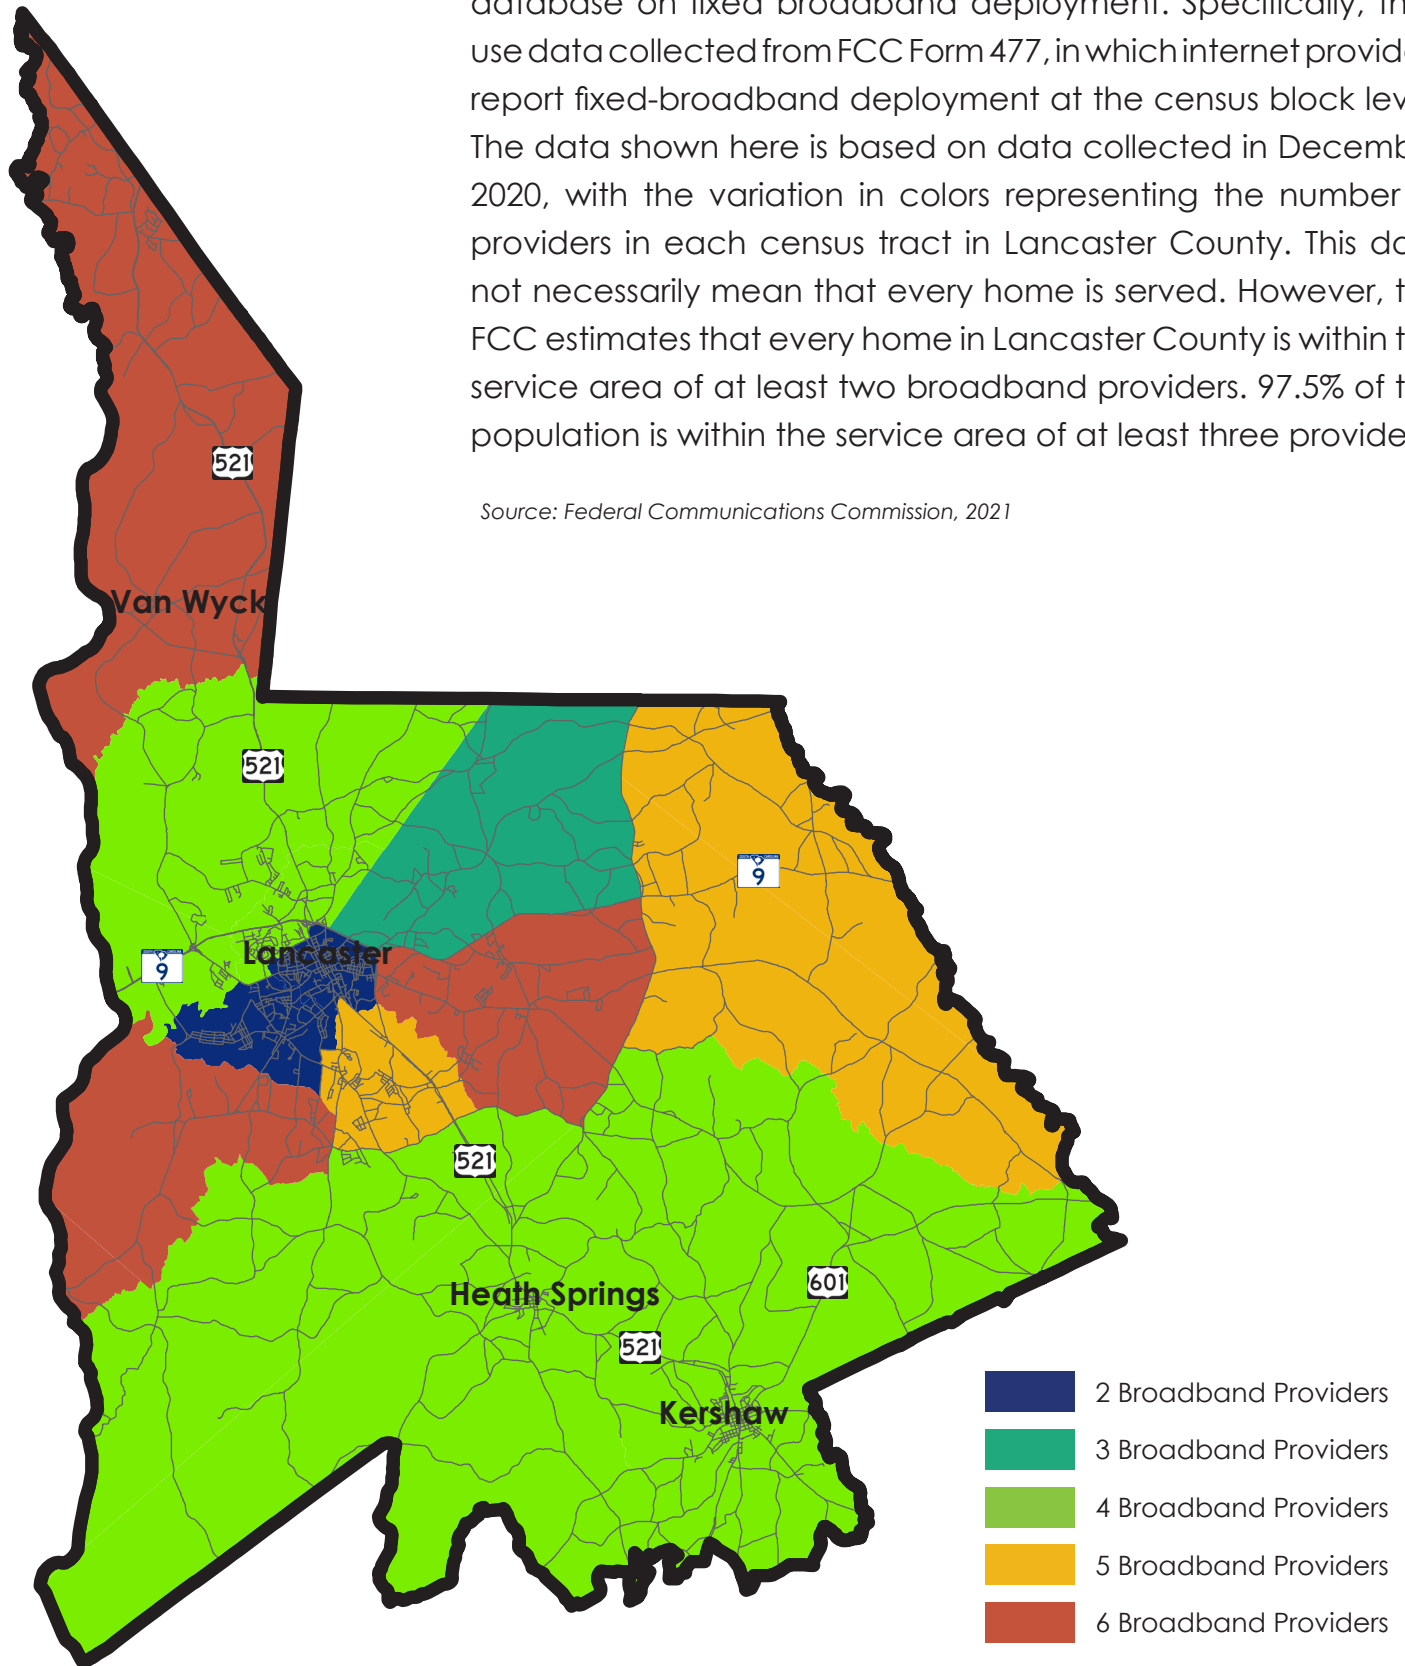 database on fixed broadband deployment. Specifically,
use data collected from FCC Form 477, in which internet
report fixed-broadband deployment at the census block
The data shown here is based on data collected in
2020, with the variation in colors representing the number
providers in each census tract in Lancaster County. This
not necessarily mean that every home is served. However,
FCC estimates that every home in Lancaster County is within
service area of at least two broadband providers. 97.5% of
population is within the service area of at least three
Source: Federal Communications Commission, 2021
521
Van Wyck
521
9
Lancaster
9
521
Heath Springs
601
521
Kershaw
2 Broadband Providers
3 Broadband Providers
4 Broadband Providers
5 Broadband Providers
6 Broadband Providers